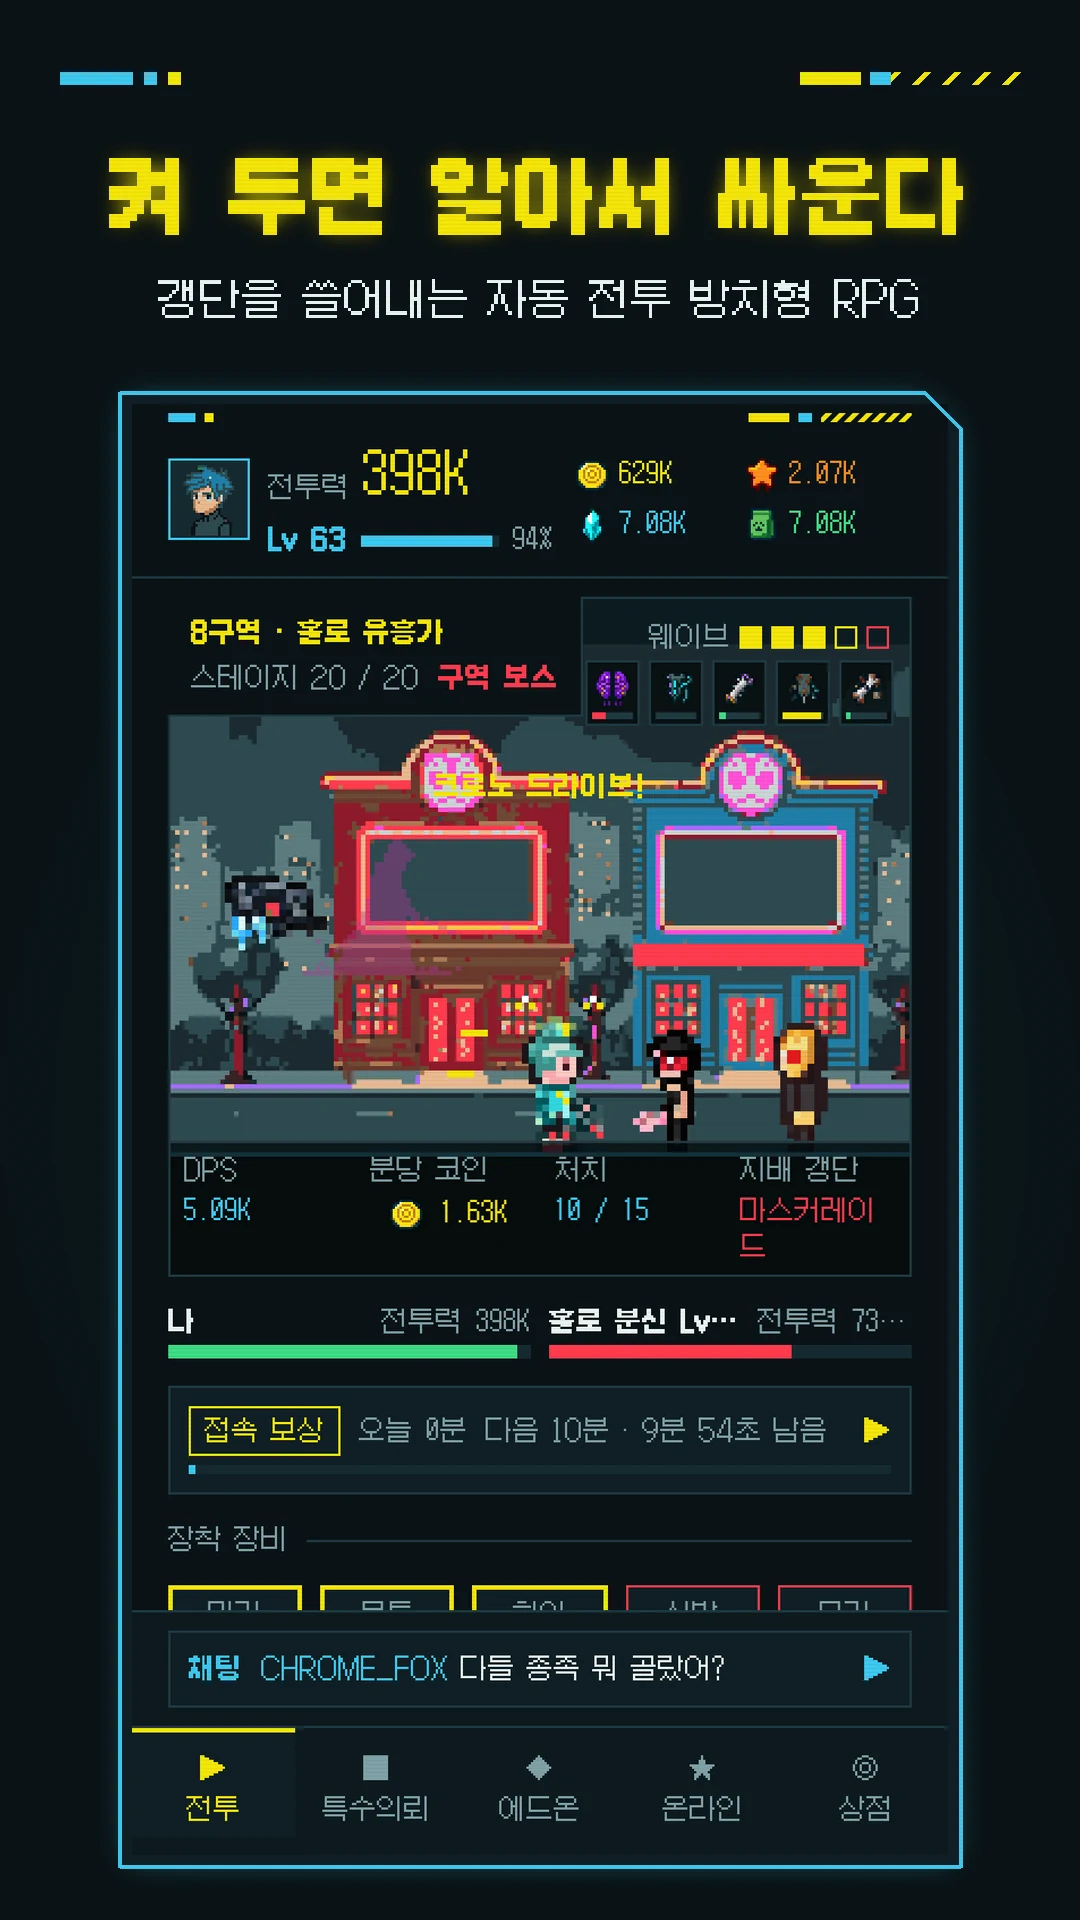 켜 두면 알아서 싸운다
갱단을 쓸어내는 자동 전투 방치형 RPG
전투력 398K
629K
2.07K
Lv 63
94%
7.08K
7.08K
8구역 · 홀로 유흥가
웨이브
스테이지 20 / 20 구역 보스
크로노 드라이브!
DPS
분당 코인
처치
지배 갱단
5.09K
1.63K
10 / 15
마스커레이
드
나
전투력 398K
홀로 분신 Lv…
전투력 73…
접속 보상
오늘 0분 다음 10분 · 9분 54초 남음
장착 장비
채팅 CHROME_FOX 다들 종족 뭐 골랐어?
전투
특수의뢰
에드온
온라인
상점